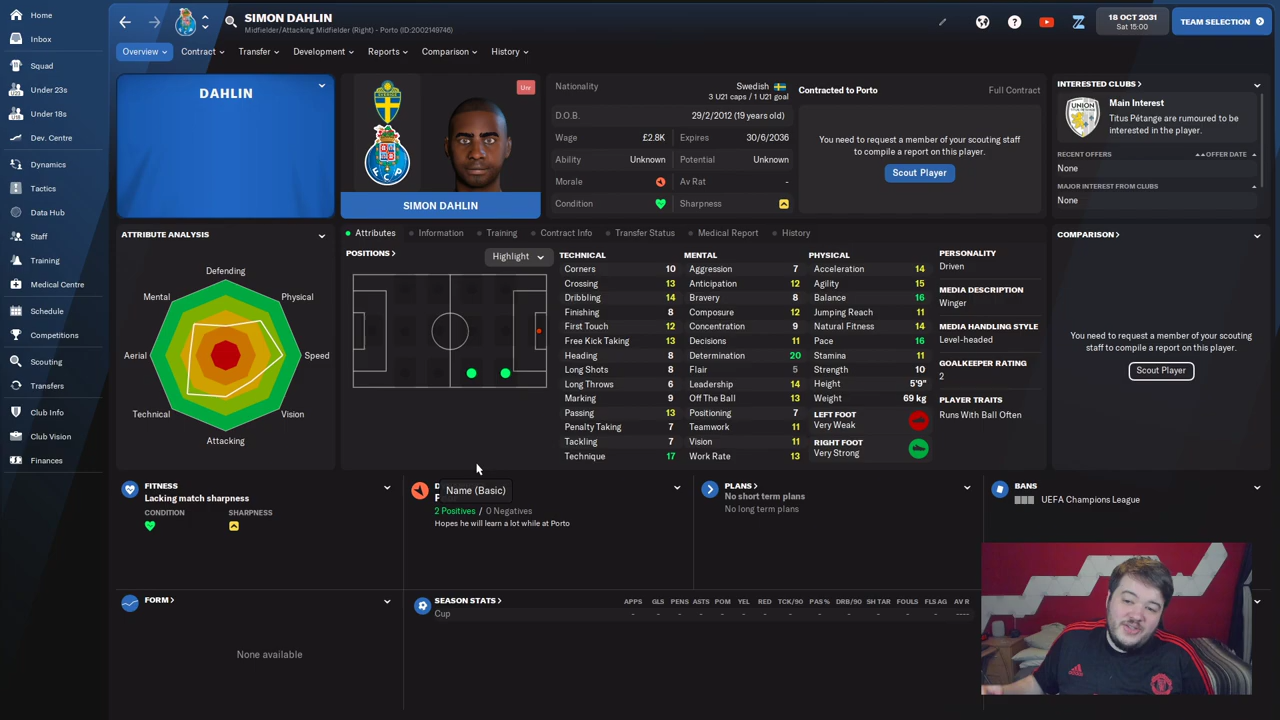 SIMON DAHLIN
Midfielder/Attacking Midfielder (Right) - Porto (ID:2002149746)
18 OCT 2031
Sat 15:00
TEAM SELECTION
Home
Inbox
Squad
Under 23s
Under 18s
Dev. Centre
Dynamics
Tactics
Data Hub
Staff
Training
Medical Centre
Schedule
Competitions
Scouting
Transfers
Club Info
Club Vision
Finances
Overview Contract Transfer Development Reports Comparison History
DAHLIN
Unr
SIMON DAHLIN
Nationality Swedish
3 U21 caps / 1 U21 goal
D.O.B. 29/2/2012 (19 years old)
Wage £2.8K Expires 30/6/2036
Ability Unknown Potential Unknown
Morale Av Rat -
Condition Sharpness
Contracted to Porto Full Contract
You need to request a member of your scouting staff
to compile a report on this player.
Scout Player
INTERESTED CLUBS
Main Interest
Titus Pétange are rumoured to be
interested in the player.
RECENT OFFERS OFFER DATE
None
MAJOR INTEREST FROM CLUBS
None
ATTRIBUTE ANALYSIS
Defending
Mental Physical
Aerial Speed
Technical Vision
Attacking
Attributes Information Training Contract Info Transfer Status Medical Report History
POSITIONS
Highlight
TECHNICAL
Corners 10
Crossing 13
Dribbling 14
Finishing 8
First Touch 12
Free Kick Taking 13
Heading 8
Long Shots 8
Long Throws 6
Marking 9
Passing 13
Penalty Taking 7
Tackling 7
Technique 17
MENTAL
Aggression 7
Anticipation 12
Bravery 8
Composure 12
Concentration 9
Decisions 11
Determination 20
Flair 5
Leadership 14
Off The Ball 13
Positioning 7
Teamwork 11
Vision 11
Work Rate 13
PHYSICAL
Acceleration 14
Agility 15
Balance 16
Jumping Reach 11
Natural Fitness 14
Pace 16
Stamina 11
Strength 10
Height 5'9"
Weight 69 kg
LEFT FOOT
Very Weak
RIGHT FOOT
Very Strong
PERSONALITY
Driven
MEDIA DESCRIPTION
Winger
MEDIA HANDLING STYLE
Level-headed
GOALKEEPER RATING
2
PLAYER TRAITS
Runs With Ball Often
COMPARISON
You need to request a member of your scouting
staff to compile a report on this player.
Scout Player
FITNESS
Lacking match sharpness
CONDITION SHARPNESS
Name (Basic)
2 Positives / 0 Negatives
Hopes he will learn a lot while at Porto
PLANS
No short term plans
No long term plans
BANS
UEFA Champions League
FORM
None available
SEASON STATS APPS GLS PENS ASTS POM YEL RED TCK/90 PAS % DRB/90 SH TAR FOULS FLS AG AV R
Cup - - - - - - - - - - - - - ----